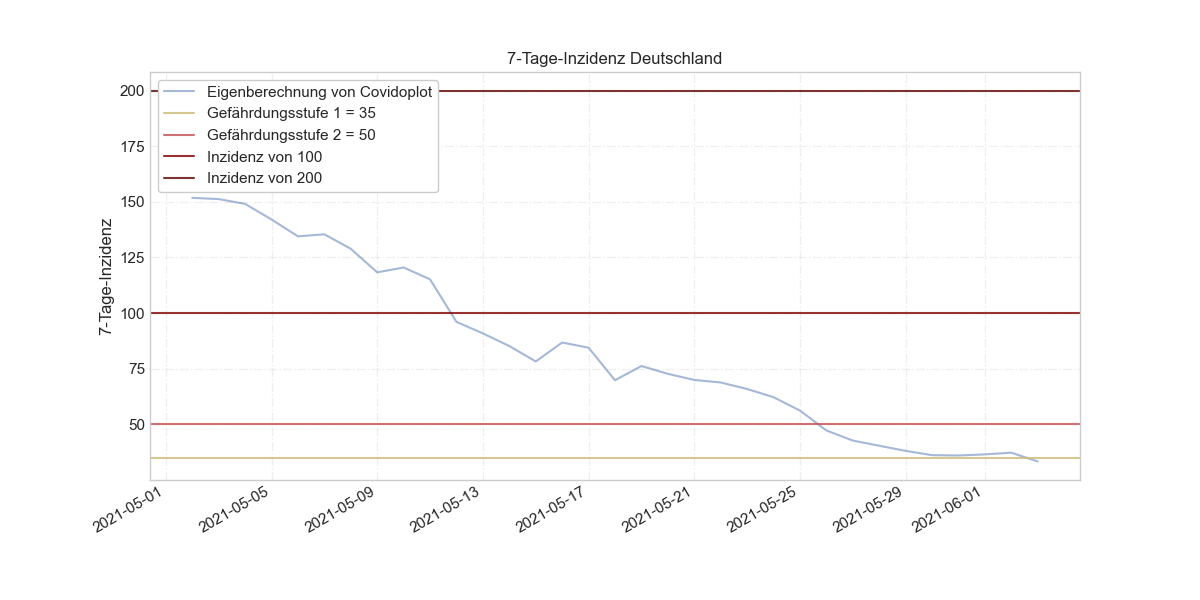 7-Tage-Inzidenz Deutschland
Eigenberechnung von Covidoplot
Gefährdungsstufe 1 = 35
Gefährdungsstufe 2 = 50
Inzidenz von 100
Inzidenz von 200
7-Tage-Inzidenz
200
175
150
125
100
75
50
2021-05-01
2021-05-05
2021-05-09
2021-05-13
2021-05-17
2021-05-21
2021-05-25
2021-05-29
2021-06-01